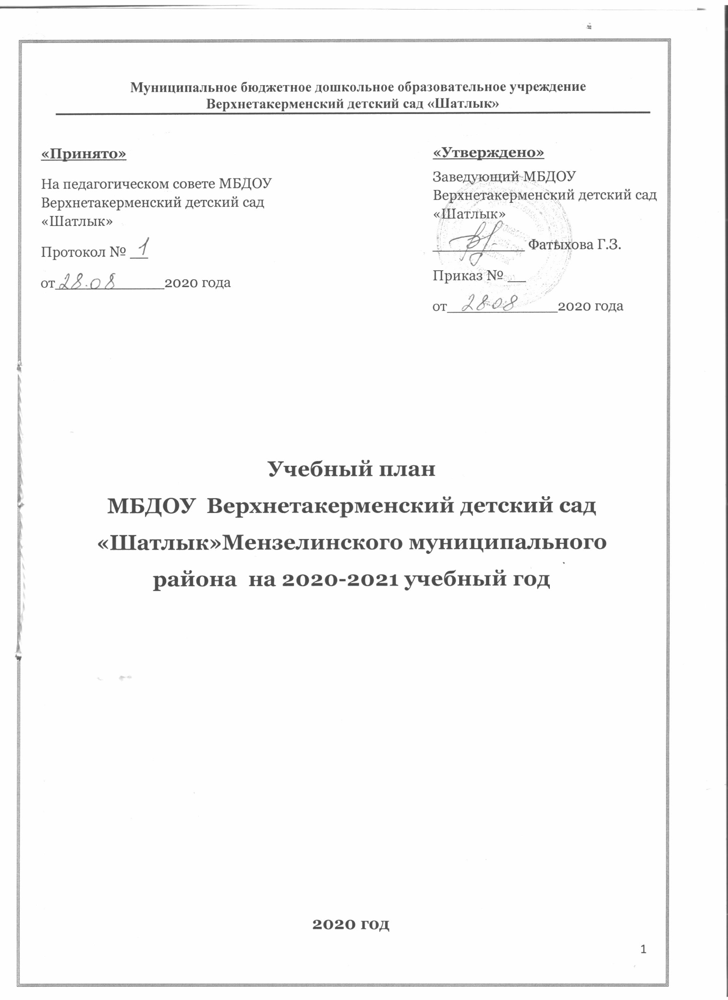 Муниципальное бюджетное дошкольное образовательное учреждение
Верхнетакерменский детский сад «Шатлык»
«Принято»
На педагогическом совете МБДОУ
Верхнетакерменский детский сад
«Шатлык»
Протокол № 1
от 28.08 2020 года
«Утверждено»
Заведующий МБДОУ
Верхнетакерменский детский сад
«Шатлык»
____________ Фатыхова Г.З.
Приказ № __
от 28.08 2020 года
Учебный план
МБДОУ Верхнетакерменский детский сад
«Шатлык»Мензелинского муниципального
района на 2020-2021 учебный год
2020 год
1